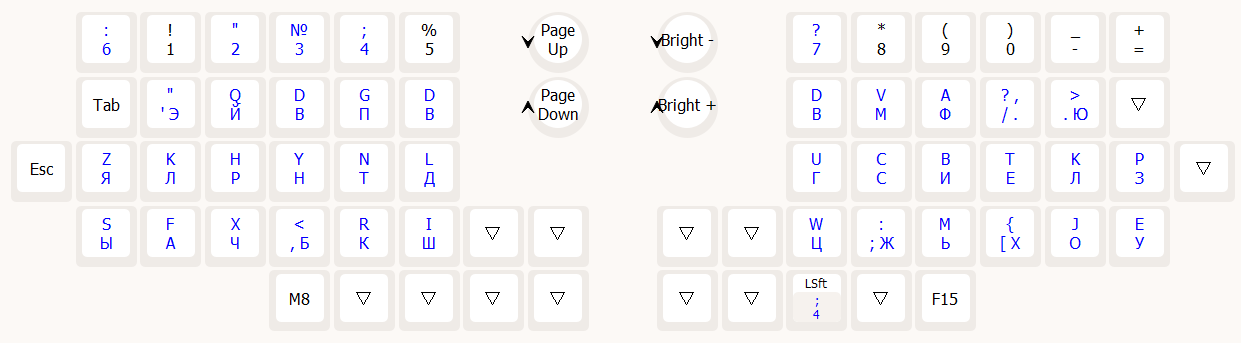 : ! " № ; % Page Bright - ? * ( ) _ +
6 1 2 3 4 5 Up 7 8 9 0 - =
Tab " Q D G D Page Bright + D V A ? , >
' Э Й В П В Down В М Ф / . . Ю
Esc Z K H Y N L U C B T K P
Я Л Р Н Т Д Г С И Е Л З
S F X < R I W : M { J E
Ы А Ч , Б К Ш Ц ; Ж Ь [ Х О У
M8 LSft F15
;
4